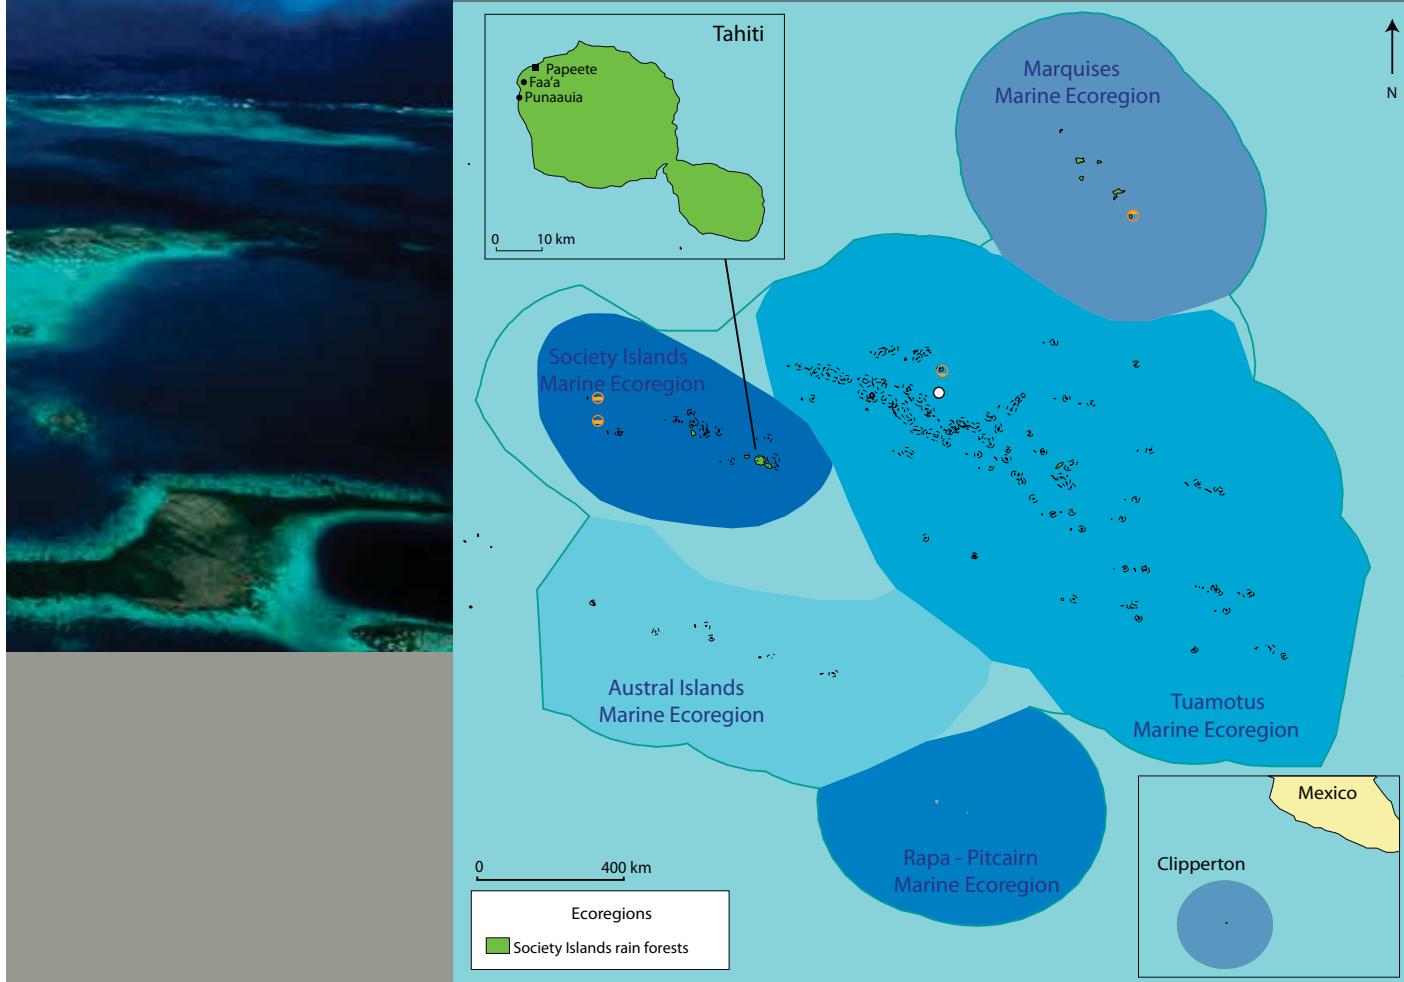 Tahiti
Papeete
Faa'a
Punaauia
0 10 km
Marquises
Marine Ecoregion
N
Society Islands
Marine Ecoregion
Austral Islands
Marine Ecoregion
Tuamotus
Marine Ecoregion
Rapa - Pitcairn
Marine Ecoregion
Mexico
Clipperton
0 400 km
Ecoregions
Society Islands rain forests